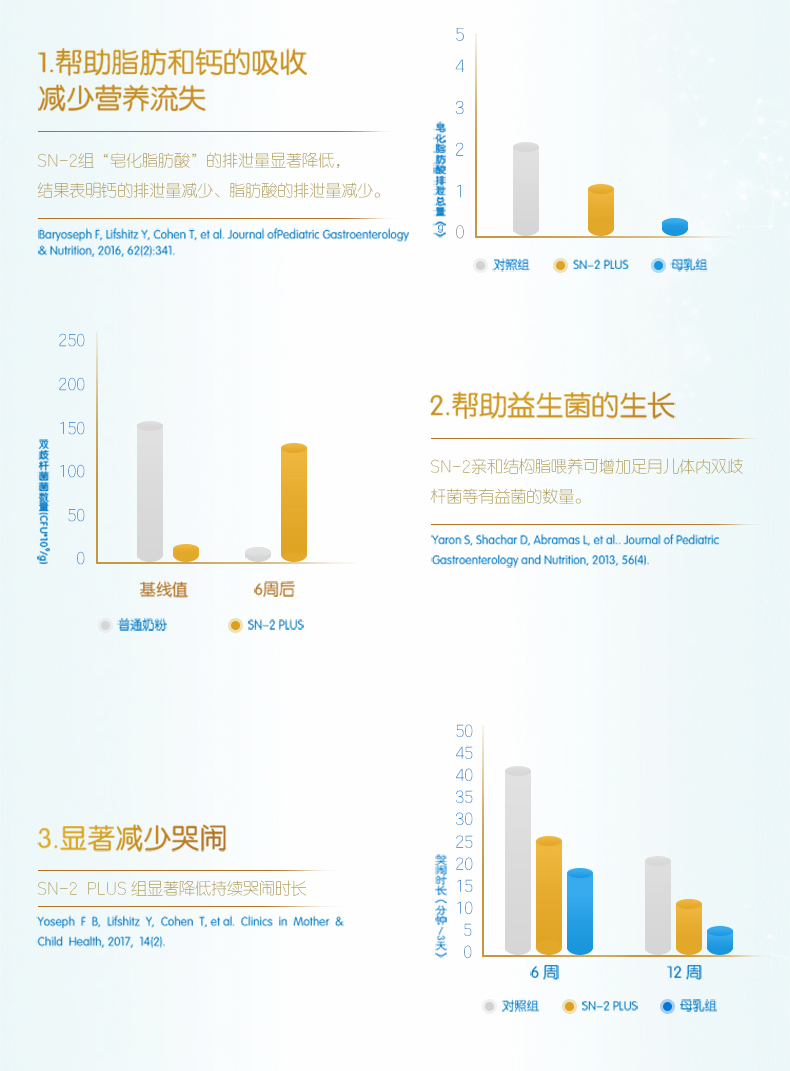 1.帮助脂肪和钙的吸收
减少营养流失
SN-2组“皂化脂肪酸”的排泄量显著降低，
结果表明钙的排泄量减少、脂肪酸的排泄量减少。
Baryoseph F, Lifshitz Y, Cohen T, et al. Journal ofPediatric Gastroenterology
& Nutrition, 2016, 62(2):341.
5
4
3
2
1
0
皂化脂肪酸排泄总量（g）
对照组
SN-2 PLUS
母乳组
250
200
150
100
50
0
双歧杆菌菌数量(CFU*10⁹/g)
基线值
6周后
普通奶粉
SN-2 PLUS
2.帮助益生菌的生长
SN-2亲和结构脂喂养可增加足月儿体内双歧
杆菌等有益菌的数量。
Yaron S, Shachar D, Abramas L, et al.. Journal of Pediatric
Gastroenterology and Nutrition, 2013, 56(4).
3.显著减少哭闹
SN-2 PLUS 组显著降低持续哭闹时长
Yoseph F B, Lifshitz Y, Cohen T, et al. Clinics in Mother &
Child Health, 2017, 14(2).
50
45
40
35
30
25
20
15
10
5
0
哭闹时长（分钟/3天）
6 周
12 周
对照组
SN-2 PLUS
母乳组